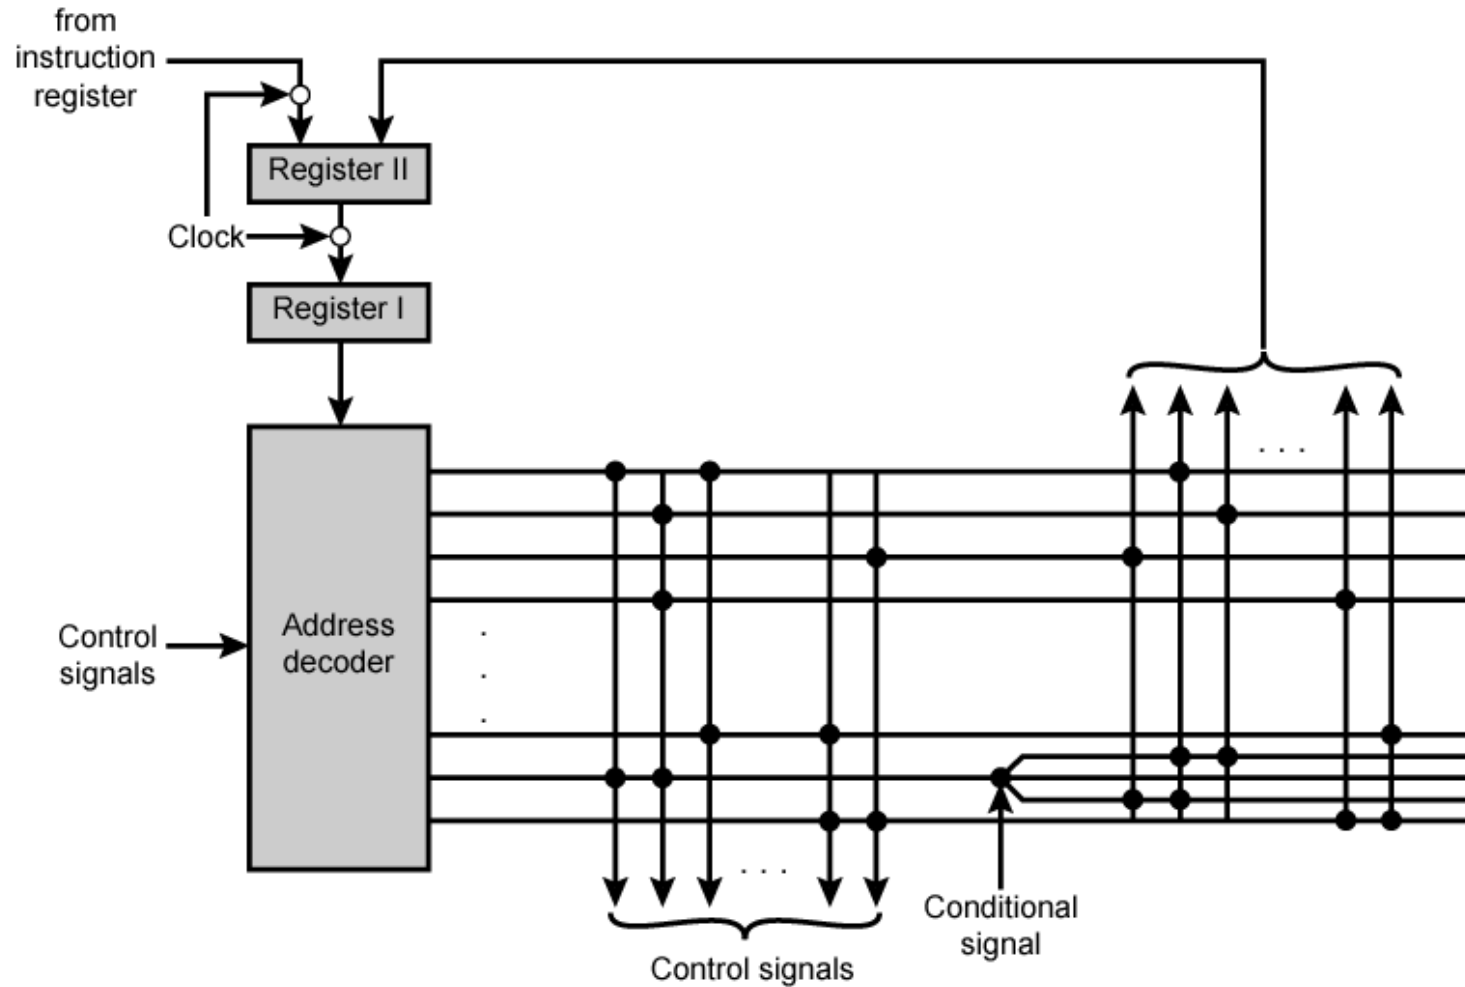 from
instruction
register
Register II
Clock
Register I
. . .
Control
signals
Address
decoder
.
.
.
. . .
Conditional
signal
Control signals